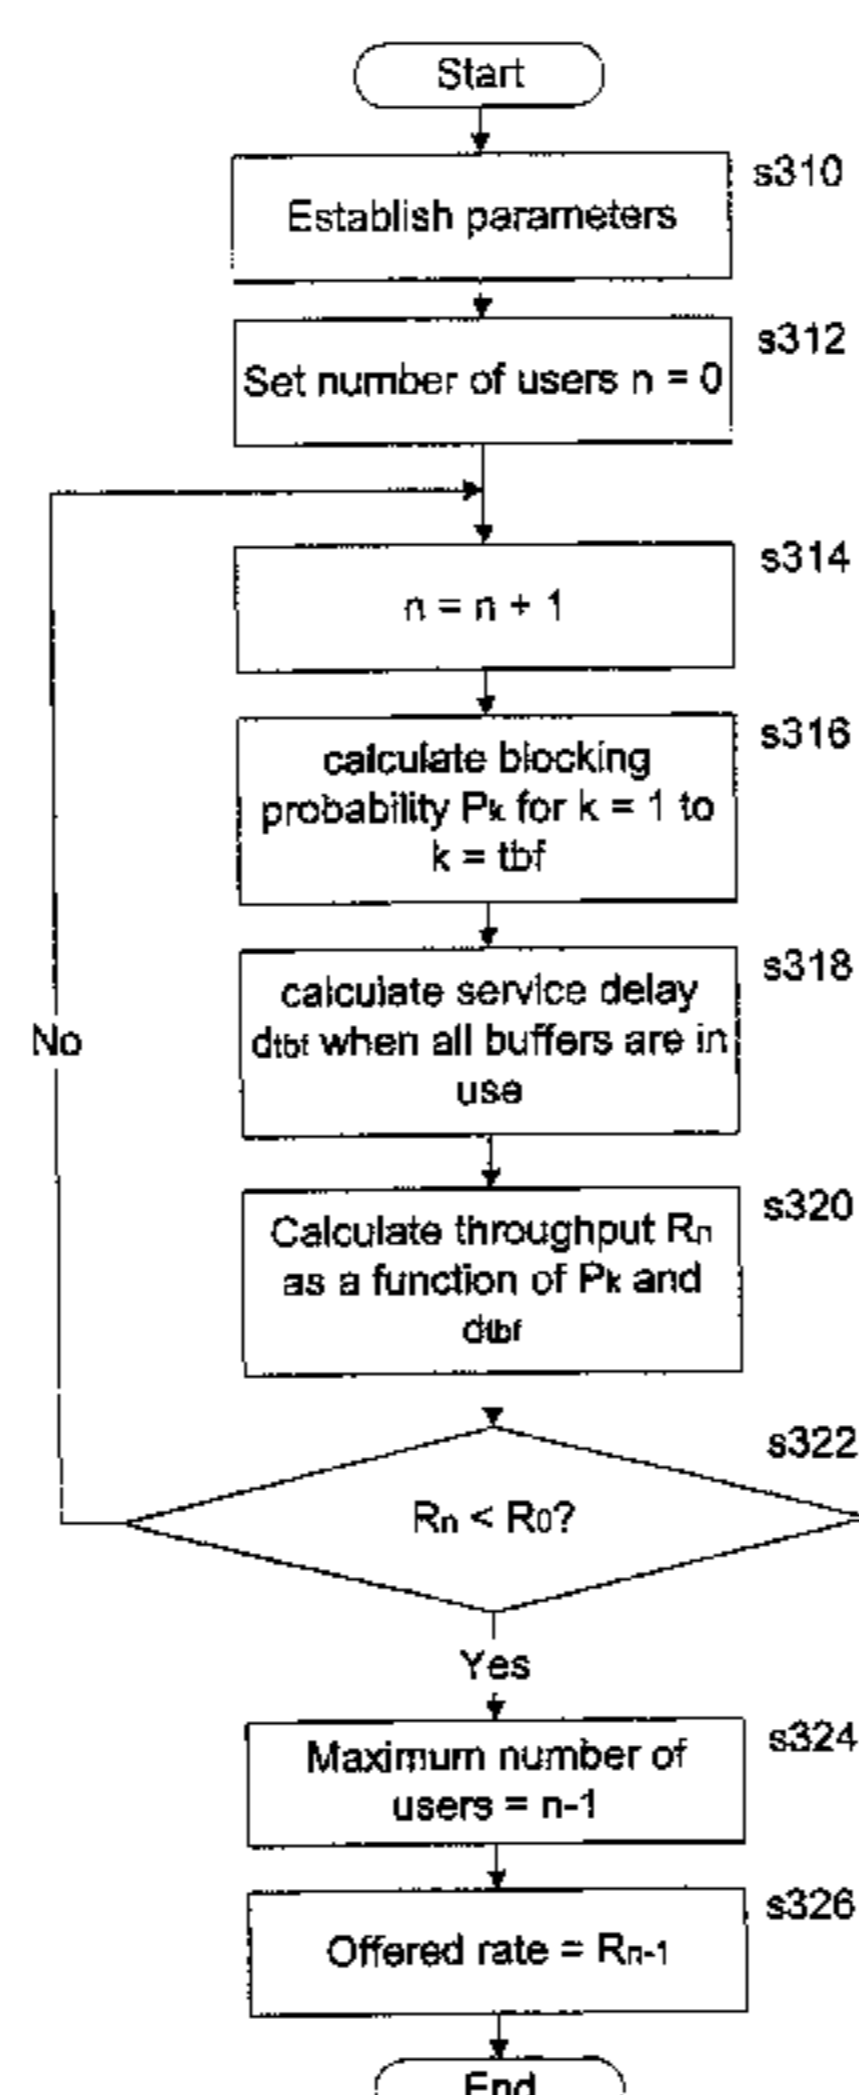 Start
s310
Establish parameters
s312
Set number of users n = 0
s314
n = n + 1
s316
calculate blocking
probability Pk for k = 1 to
k = tbf
s318
calculate service delay
dtbf when all buffers are in
use
No
s320
Calculate throughput Rn
as a function of Pk and
dtbf
s322
Rn < R0?
Yes
s324
Maximum number of
users = n-1
s326
Offered rate = Rn-1
End